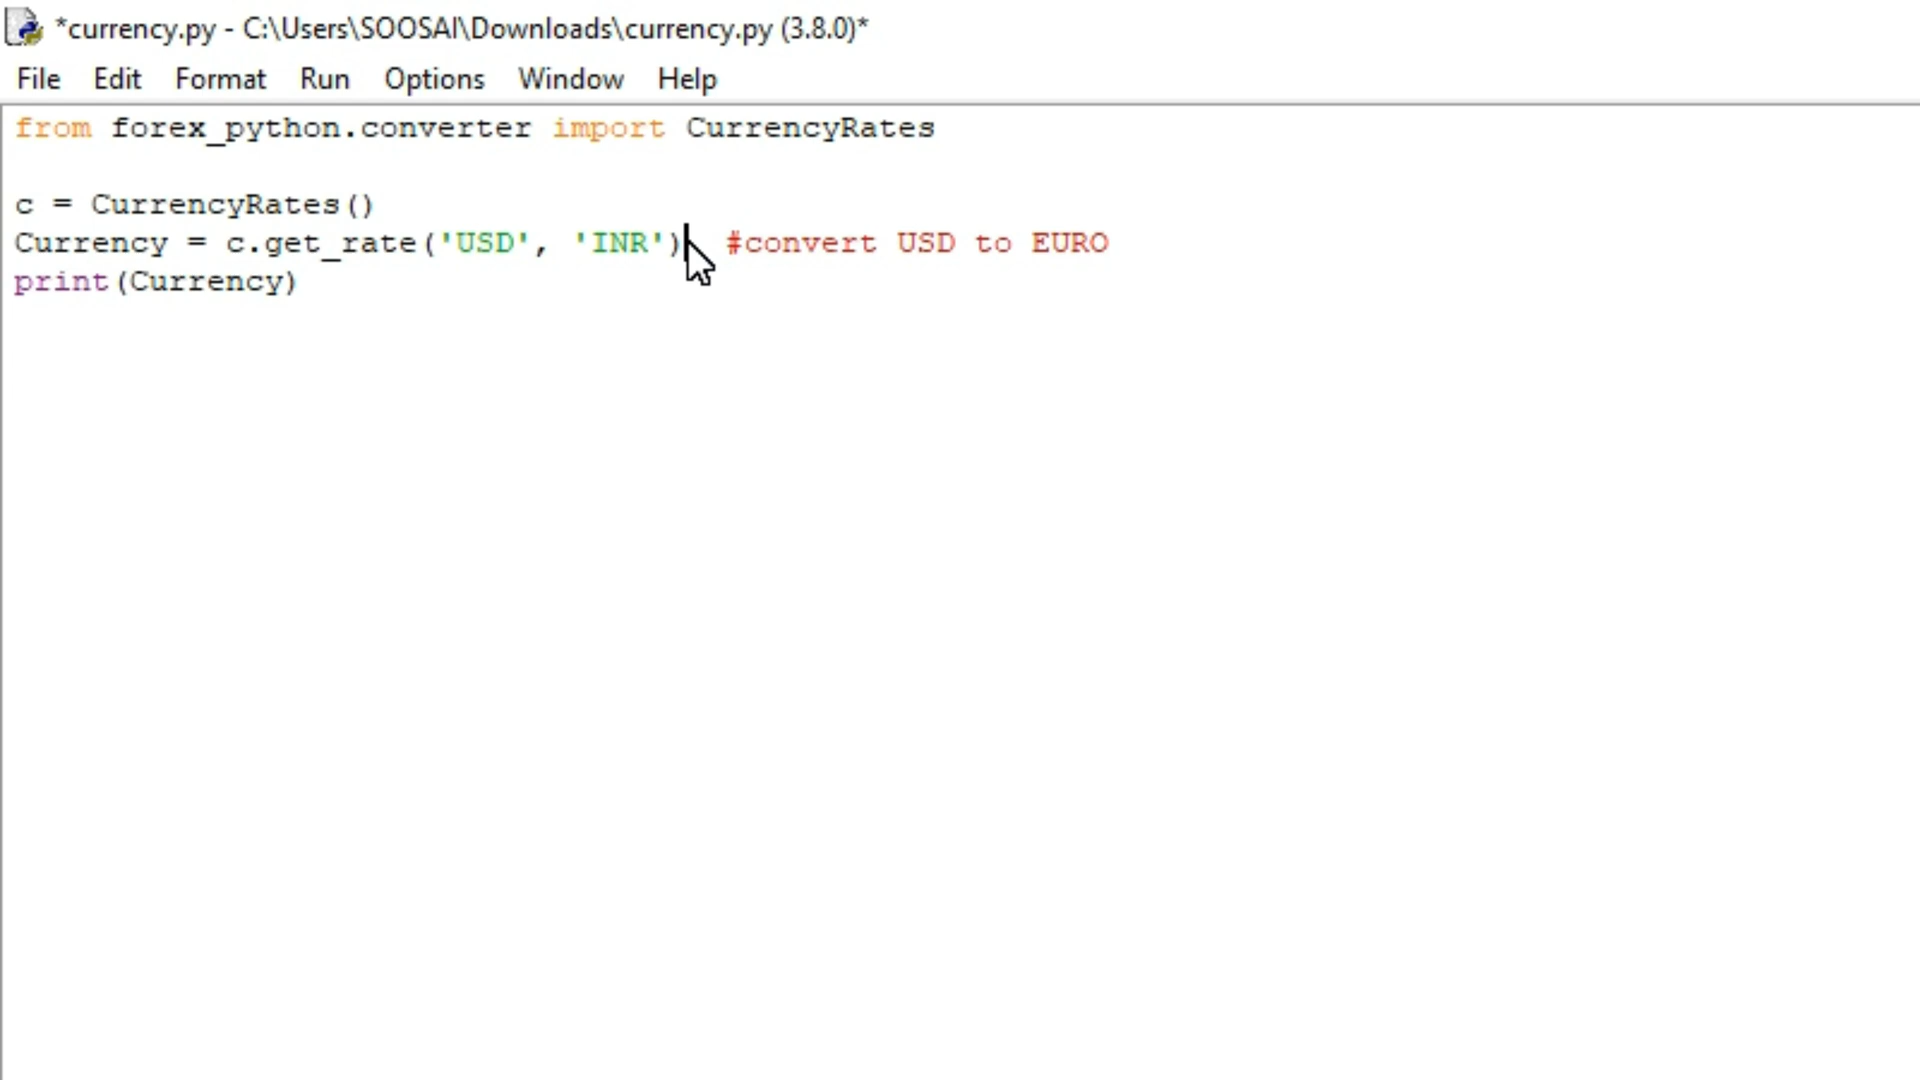 *currency.py - C:\Users\SOOSAI\Downloads\currency.py (3.8.0)*
File Edit Format Run Options Window Help
from forex_python.converter import CurrencyRates
c = CurrencyRates()
Currency = c.get_rate('USD', 'INR') #convert USD to EURO
print(Currency)